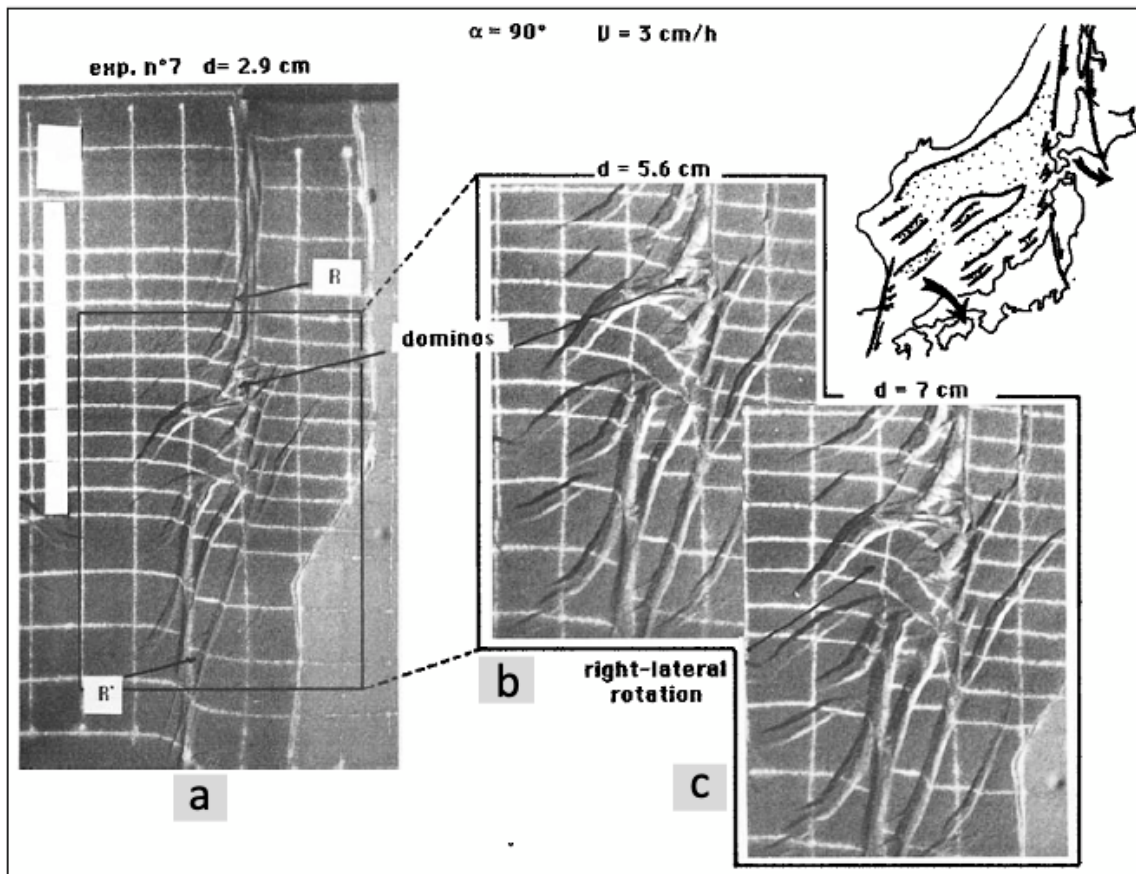 α = 90°    V = 3 cm/h
exp. n°7   d= 2.9 cm
d = 5.6 cm
R
dominos
d = 7 cm
R'
right-lateral
rotation
a
b
c